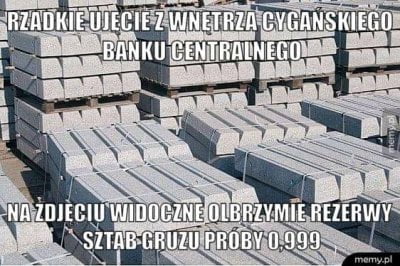 RZADKIE UJĘCIE Z WNĘTRZA CYGAŃSKIEGO
BANKU CENTRALNEGO
NA ZDJĘCIU WIDOCZNE OLBRZYMIE REZERWY
SZTAB GRUZU PRÓBY 0,999
memy.pl